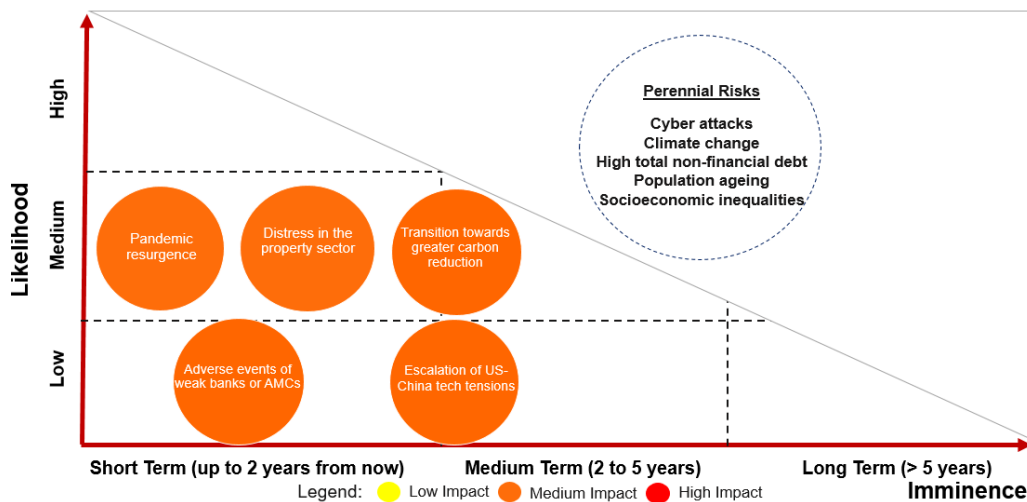 Likelihood
High
Medium
Low
Perennial Risks
Cyber attacks
Climate change
High total non-financial debt
Population ageing
Socioeconomic inequalities
Pandemic
resurgence
Distress in the
property sector
Transition towards
greater carbon
reduction
Adverse events of
weak banks or AMCs
Escalation of US-
China tech tensions
Short Term (up to 2 years from now)
Medium Term (2 to 5 years)
Long Term (> 5 years)
Imminence
Legend:
Low Impact
Medium Impact
High Impact